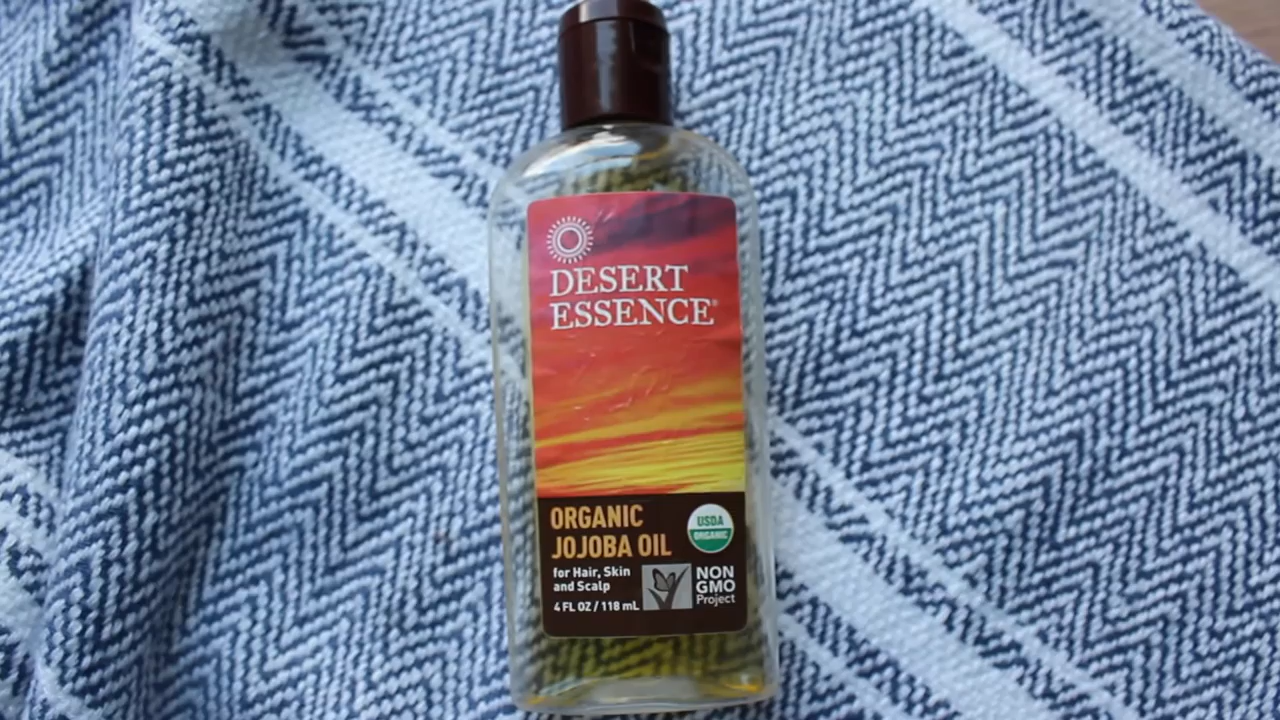 DESERT
ESSENCE®
ORGANIC
JOJOBA OIL
USDA
ORGANIC
for Hair, Skin
and Scalp
4 FL OZ / 118 mL
NON
GMO
Project